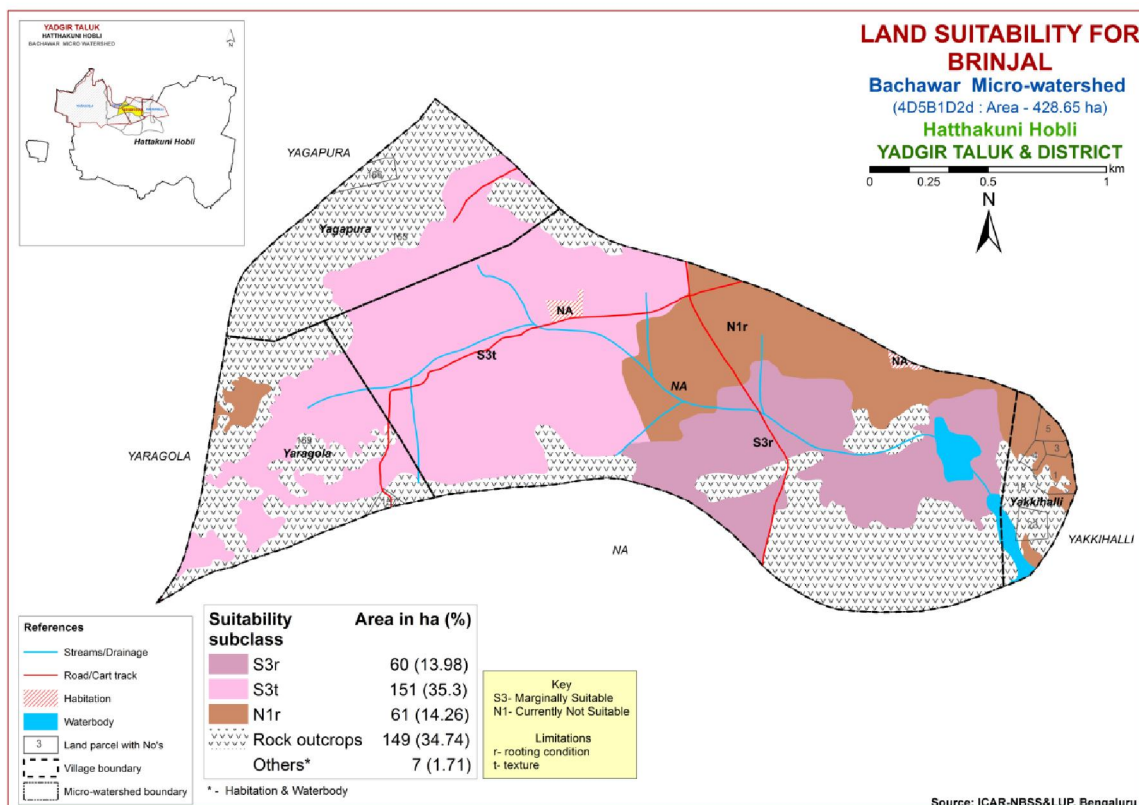 YADGIR TALUK
HATTHAKUNI HOBLI
BACHAWAR MICRO-WATERSHED
N
Hattakuni Hobli
LAND SUITABILITY FOR
BRINJAL
Bachawar Micro-watershed
(4D5B1D2d : Area - 428.65 ha)
Hatthakuni Hobli
YADGIR TALUK & DISTRICT
km
0 0.25 0.5 1
N
YAGAPURA
Yagapura
NA
N1r
S3t
NA
NA
S3r
YARAGOLA
169
Yaragola
5
3
Yakkihalli
YAKKIHALLI
NA
References
Streams/Drainage
Road/Cart track
Habitation
Waterbody
3 Land parcel with No's
Village boundary
Micro-watershed boundary
Suitability subclass Area in ha (%)
S3r 60 (13.98)
S3t 151 (35.3)
N1r 61 (14.26)
Rock outcrops 149 (34.74)
Others* 7 (1.71)
* - Habitation & Waterbody
Key
S3- Marginally Suitable
N1- Currently Not Suitable
Limitations
r- rooting condition
t- texture
Source: ICAR-NBSS&LUP, Bengaluru